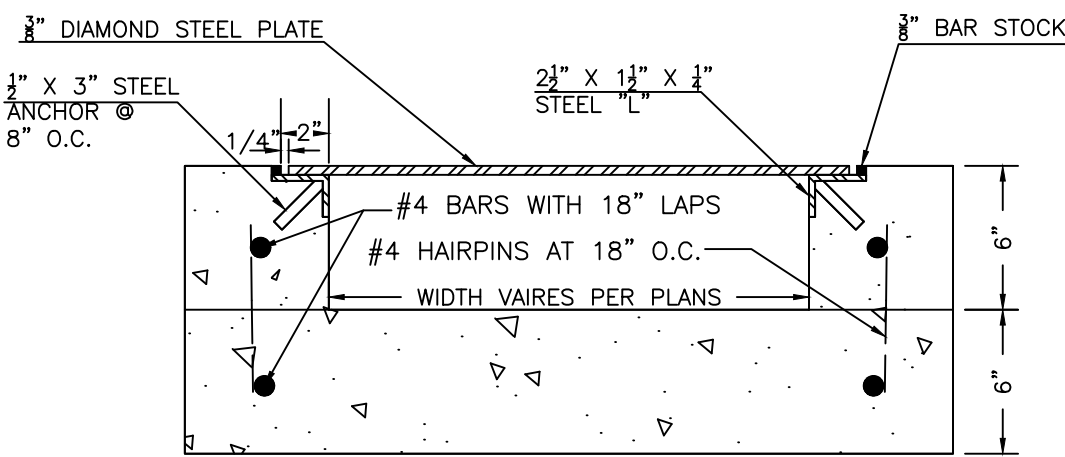 3/8" DIAMOND STEEL PLATE
3/8" BAR STOCK
1/2" X 3" STEEL
ANCHOR @
8" O.C.
2 1/2" X 1 1/2" X 1/4"
STEEL "L"
1/4"
2"
#4 BARS WITH 18" LAPS
#4 HAIRPINS AT 18" O.C.
WIDTH VAIRES PER PLANS
6"
6"